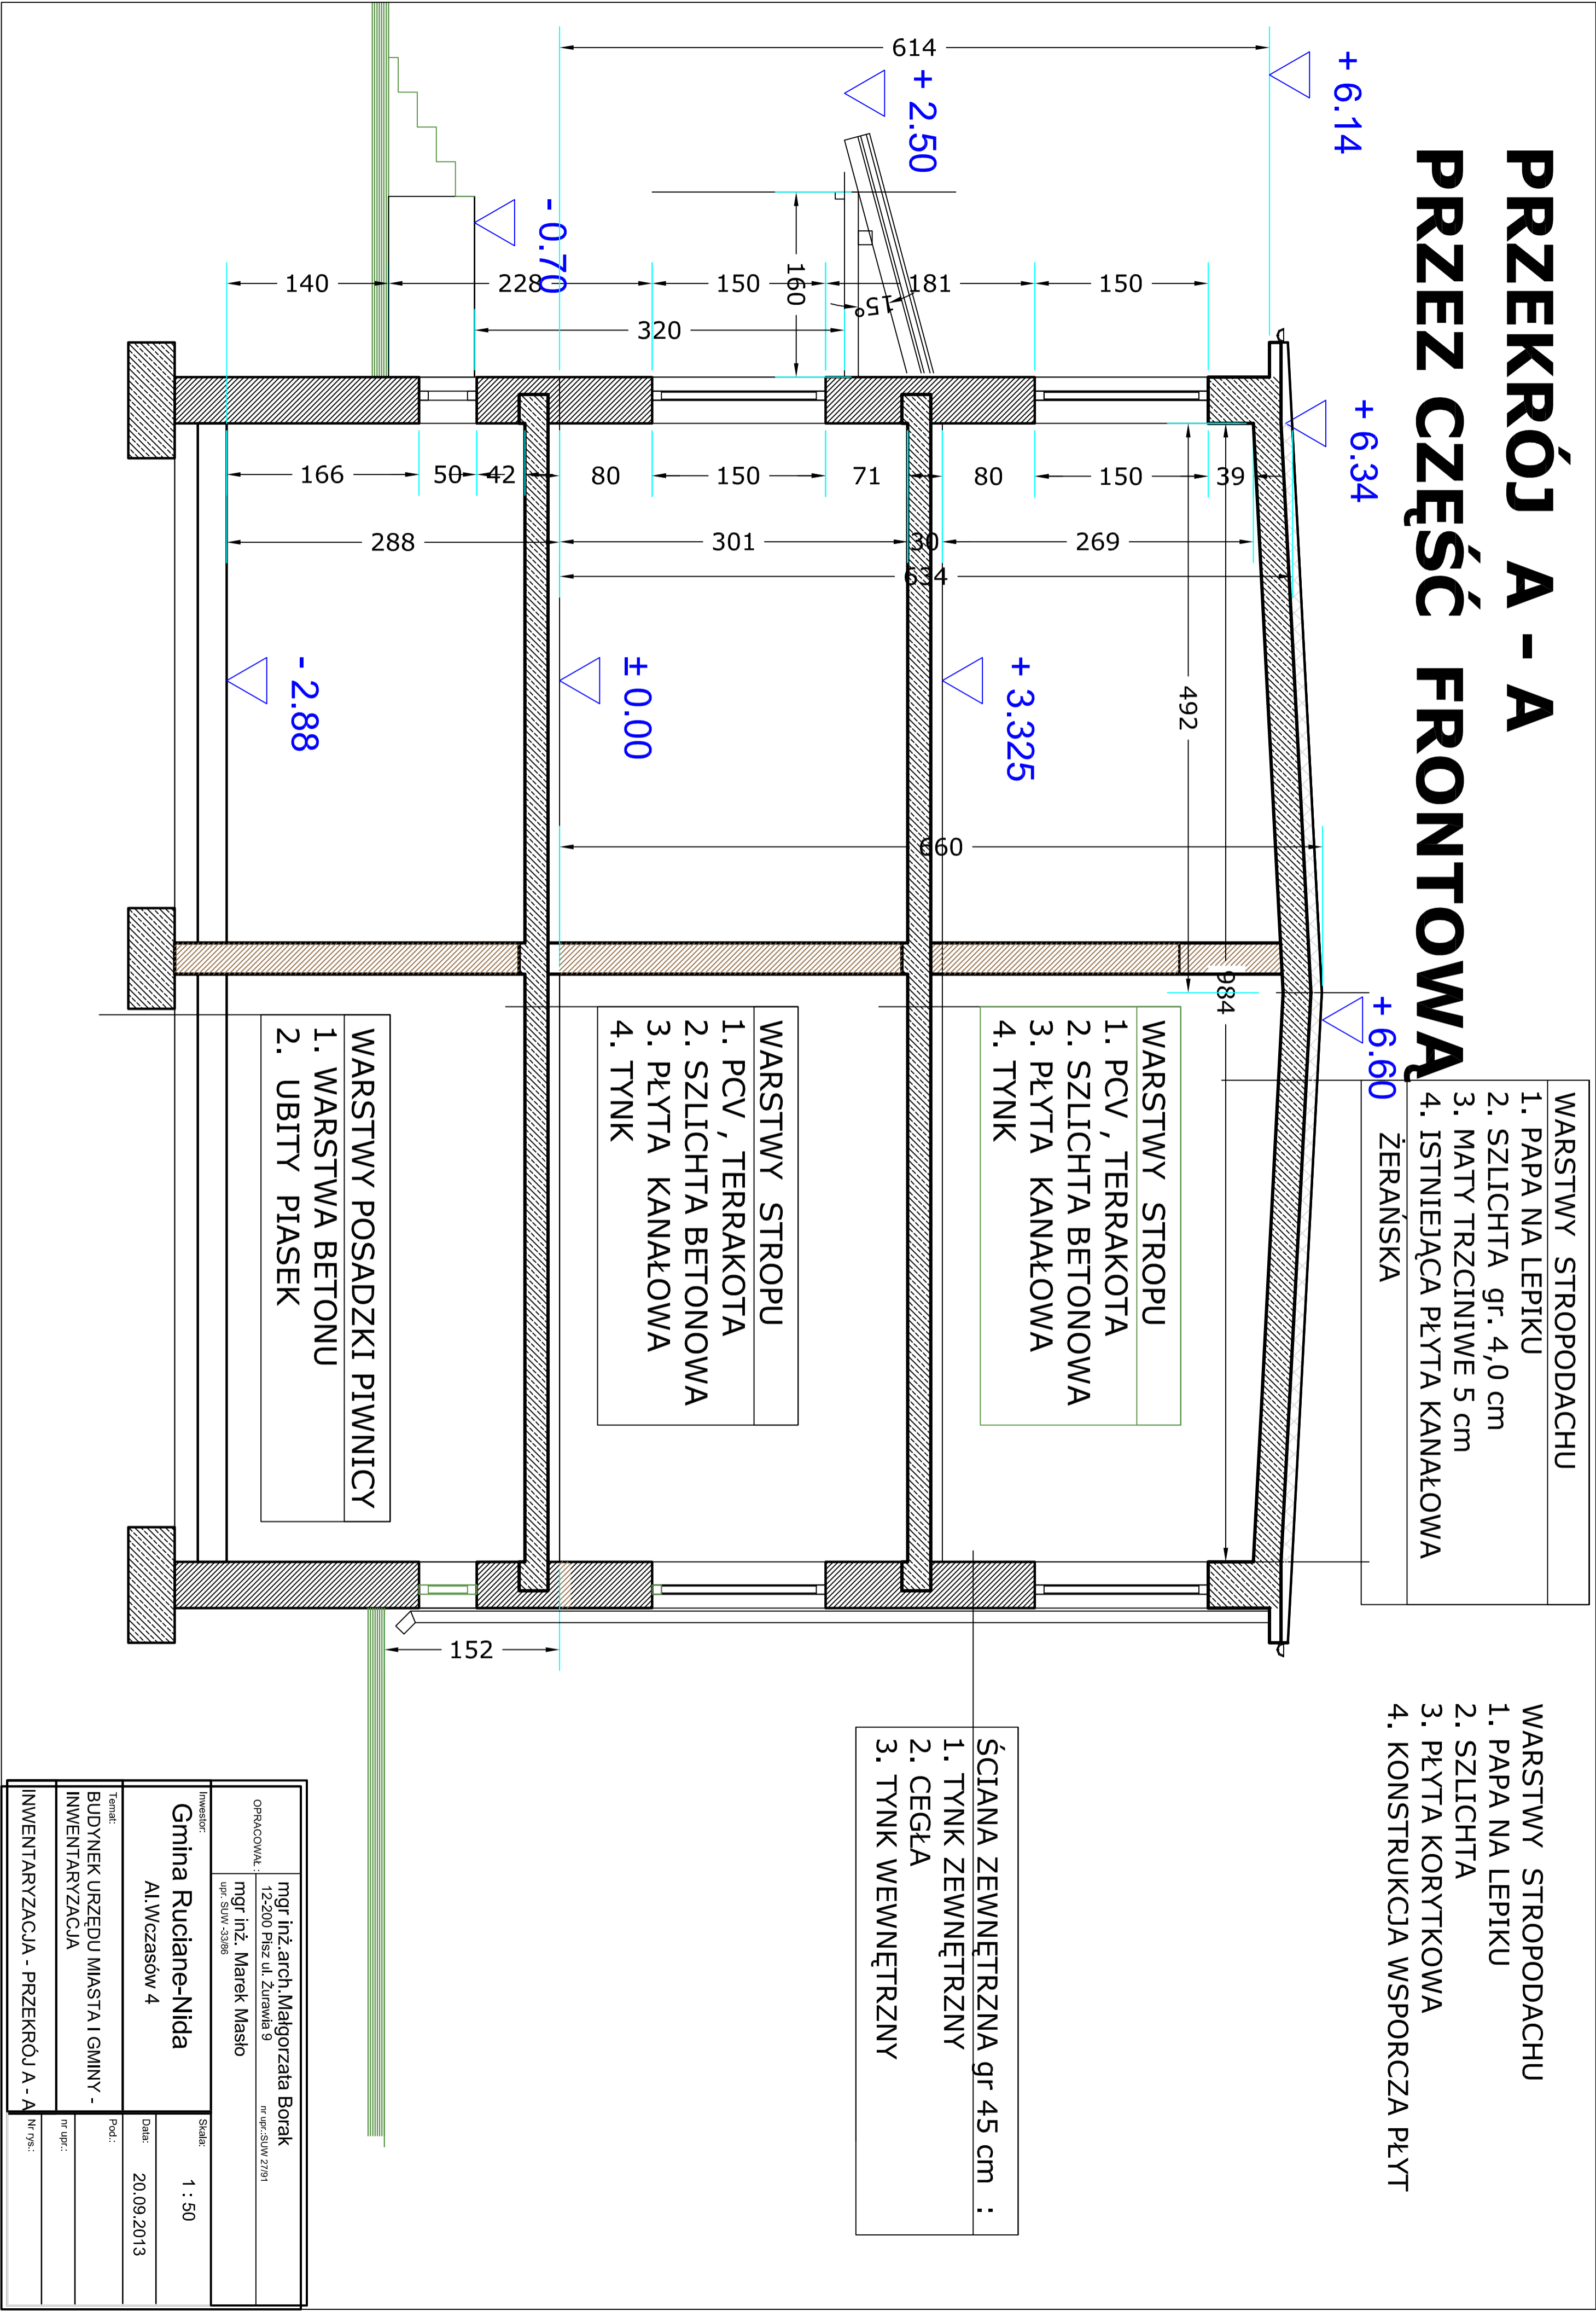 PRZEKRÓJ A - A
PRZEZ CZĘŚĆ FRONTOWĄ
+ 6.14
+ 6.34
+ 6.60
+ 2.50
- 0.70
+ 3.325
± 0.00
- 2.88
614
140
228
150
181
150
160
320
15°
166
50
42
80
150
71
80
150
39
288
301
30
269
634
492
660
984
152
WARSTWY STROPODACHU
1. PAPA NA LEPIKU
2. SZLICHTA gr. 4,0 cm
3. MATY TRZCINIWE 5 cm
4. ISTNIEJĄCA PŁYTA KANAŁOWA
ŻERAŃSKA
WARSTWY STROPODACHU
1. PAPA NA LEPIKU
2. SZLICHTA
3. PŁYTA KORYTKOWA
4. KONSTRUKCJA WSPORCZA PŁYT
WARSTWY STROPU
1. PCV , TERRAKOTA
2. SZLICHTA BETONOWA
3. PŁYTA KANAŁOWA
4. TYNK
WARSTWY STROPU
1. PCV , TERRAKOTA
2. SZLICHTA BETONOWA
3. PŁYTA KANAŁOWA
4. TYNK
WARSTWY POSADZKI PIWNICY
1. WARSTWA BETONU
2. UBITY PIASEK
ŚCIANA ZEWNĘTRZNA gr 45 cm :
1. TYNK ZEWNĘTRZNY
2. CEGŁA
3. TYNK WEWNĘTRZNY
OPRACOWAŁ :
mgr inż.arch.Małgorzata Borak
12-200 Pisz ul. Żurawia 9 nr upr.:SUW 27/91
mgr inż. Marek Masło
upr. SUW -33/86
Inwestor:
Gmina Ruciane-Nida
Al.Wczasów 4
Skala:
1 : 50
Data:
20.09.2013
Temat:
BUDYNEK URZĘDU MIASTA I GMINY -
INWENTARYZACJA
Pod.:
nr upr.:
INWENTARYZACJA - PRZEKRÓJ A - A
Nr rys.: